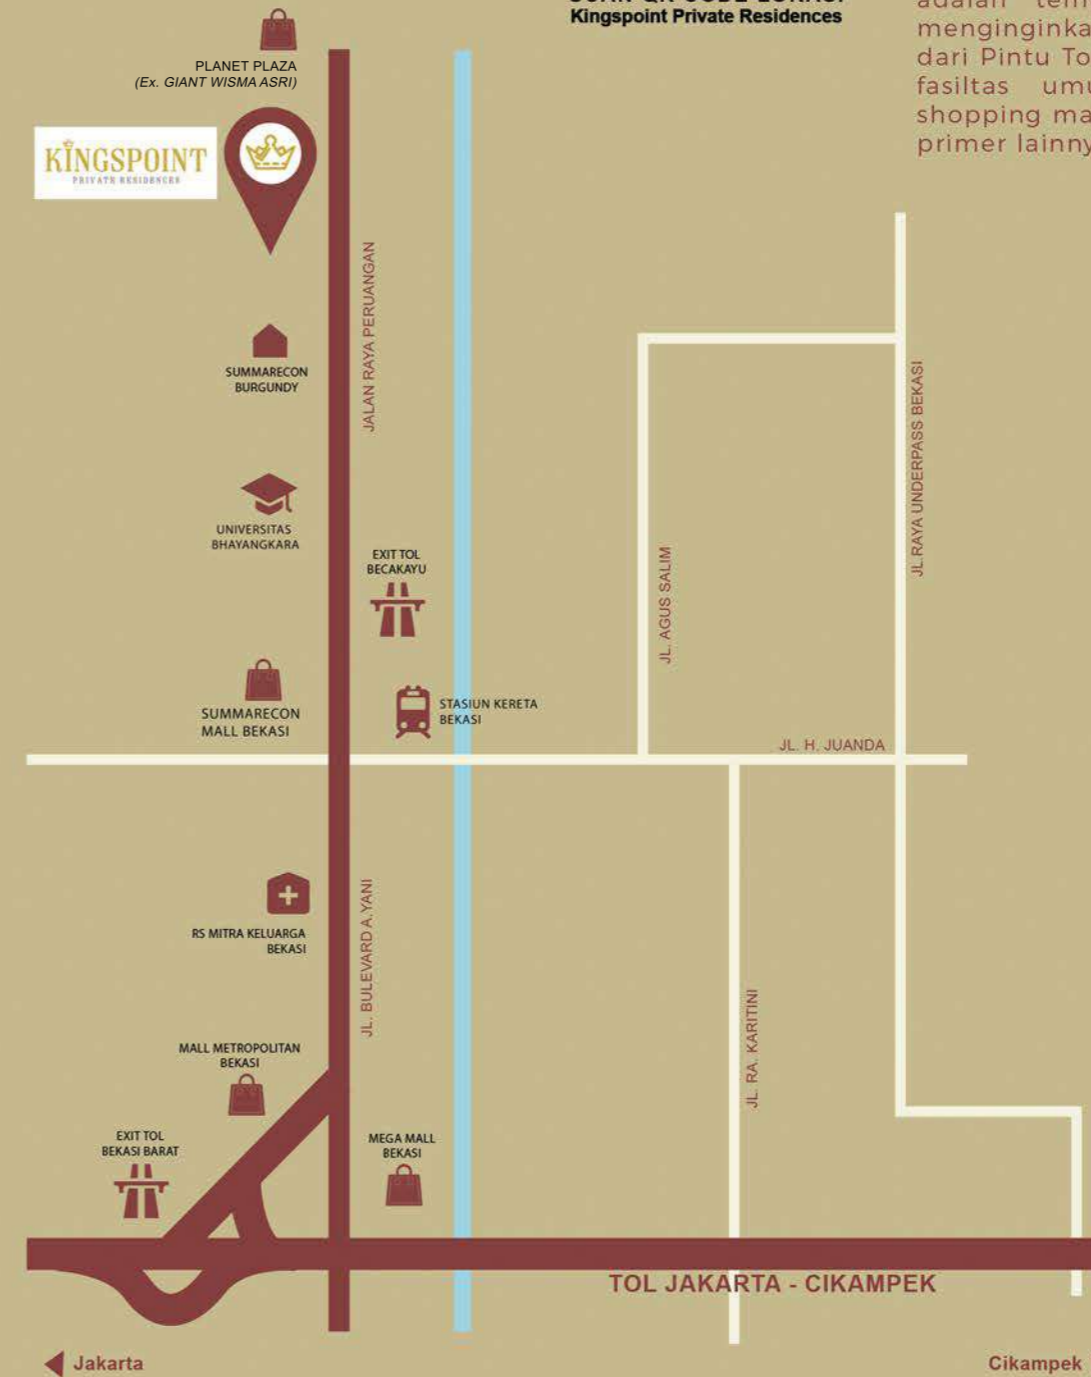 Kingspoint Private Residences
menginginka
dari Pintu To
fasiltas umu
shopping ma
primer lainny
PLANET PLAZA
(Ex. GIANT WISMA ASRI)
KINGSPOINT
PRIVATE RESIDENCES
JALAN RAYA PERUANGAN
SUMMARECON
BURGUNDY
JL.RAYA UNDERPASS BEKASI
UNIVERSITAS
BHAYANGKARA
EXIT TOL
BECAKAYU
JL. AGUS SALIM
SUMMARECON
MALL BEKASI
STASIUN KERETA
BEKASI
JL. H. JUANDA
RS MITRA KELUARGA
BEKASI
JL. BULEVARD A.YANI
JL. RA. KARITINI
MALL METROPOLITAN
BEKASI
EXIT TOL
BEKASI BARAT
MEGA MALL
BEKASI
TOL JAKARTA - CIKAMPEK
Jakarta
Cikampek